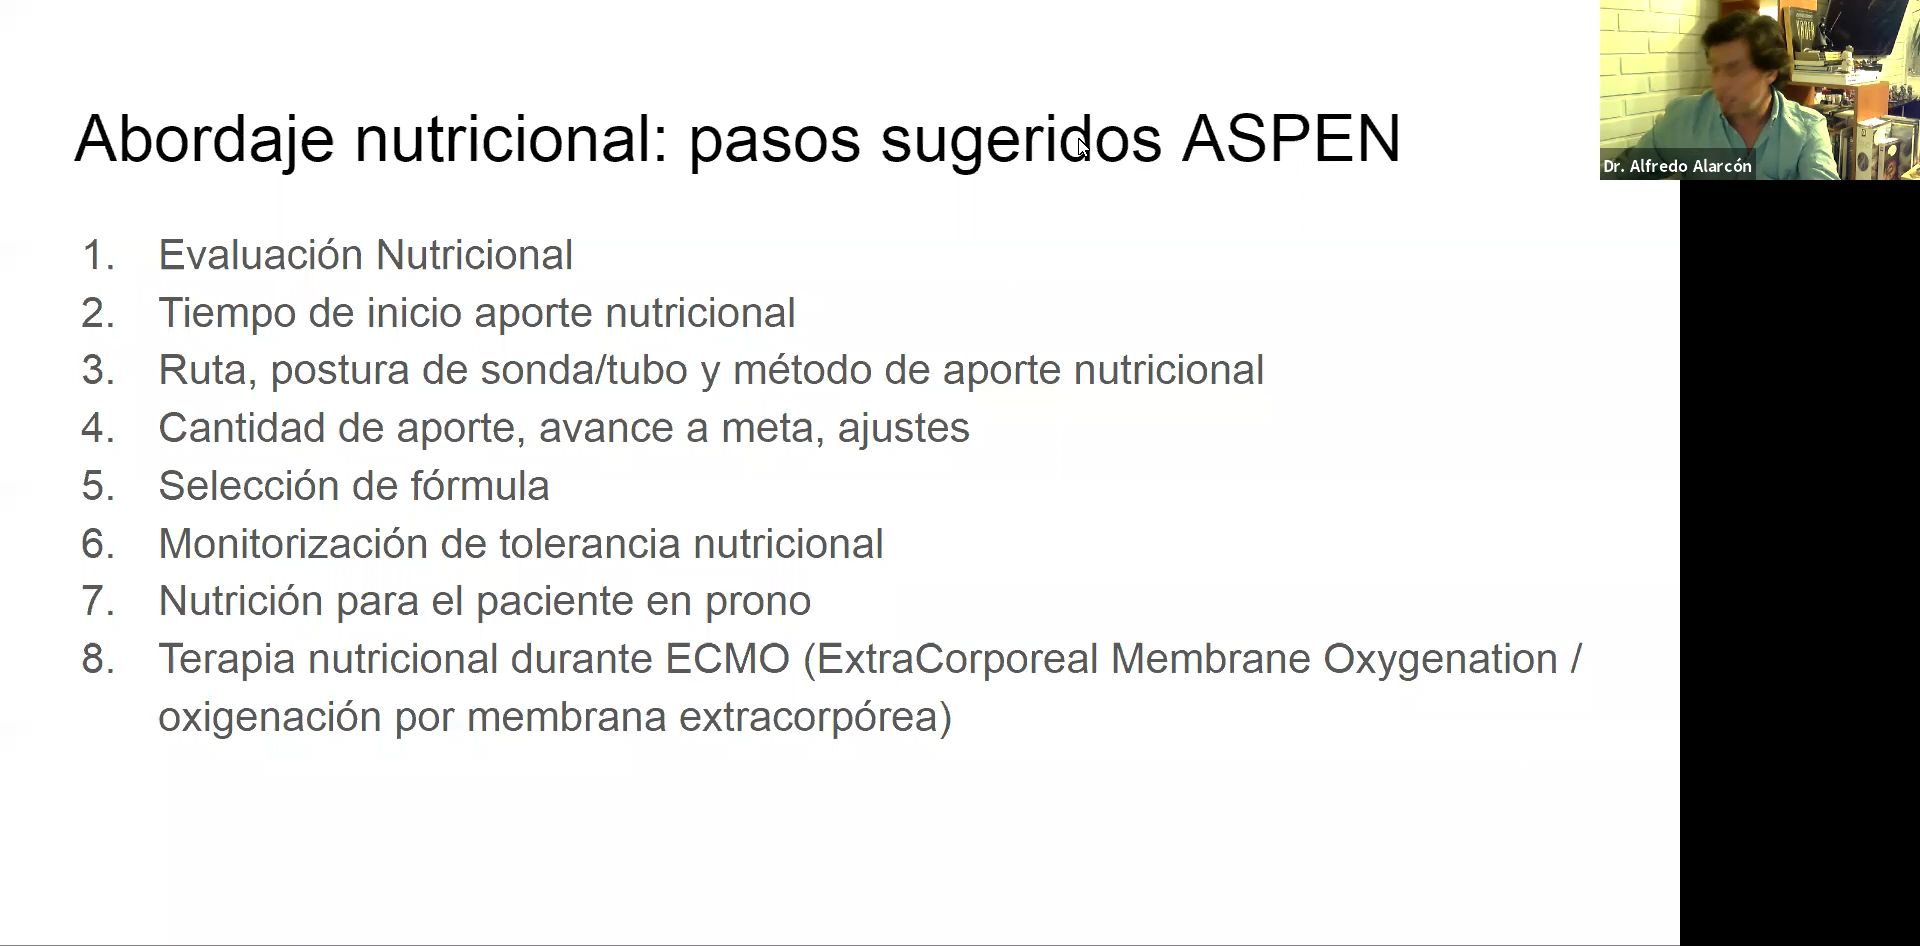 Abordaje nutricional: pasos sugeridos ASPEN
Dr. Alfredo Alarcón
1. Evaluación Nutricional
2. Tiempo de inicio aporte nutricional
3. Ruta, postura de sonda/tubo y método de aporte nutricional
4. Cantidad de aporte, avance a meta, ajustes
5. Selección de fórmula
6. Monitorización de tolerancia nutricional
7. Nutrición para el paciente en prono
8. Terapia nutricional durante ECMO (ExtraCorporeal Membrane Oxygenation /
oxigenación por membrana extracorpórea)